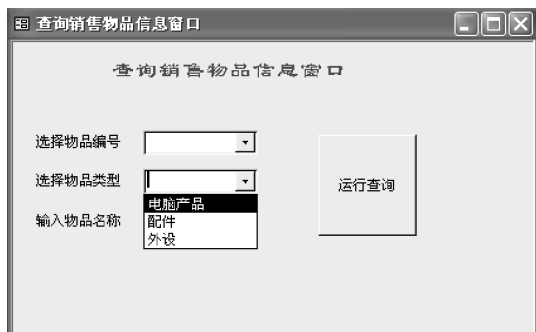 查询销售物品信息窗口
查询销售物品信息窗口
选择物品编号
选择物品类型
运行查询
电脑产品
输入物品名称
配件
外设